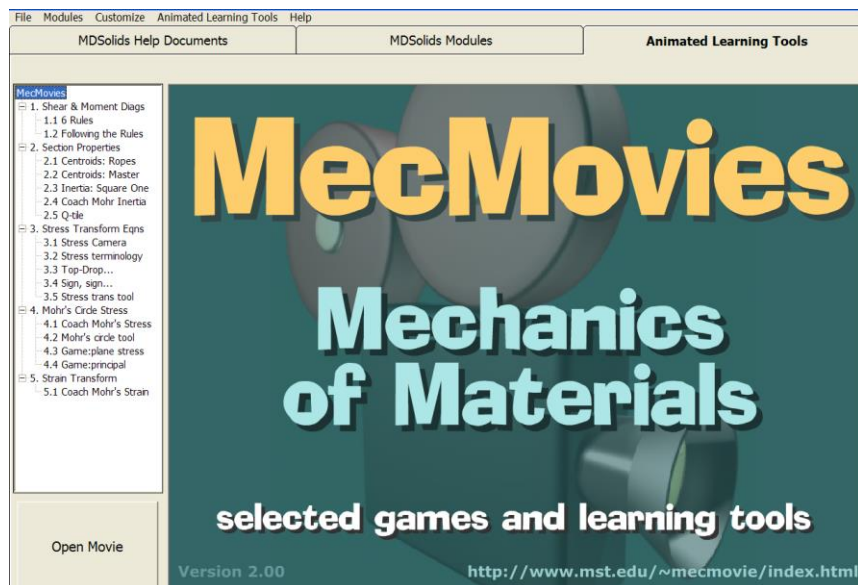 File Modules Customize Animated Learning Tools Help
MDSolids Help Documents
MDSolids Modules
Animated Learning Tools
MecMovies
1. Shear & Moment Diags
1.1 6 Rules
1.2 Following the Rules
2. Section Properties
2.1 Centroids: Ropes
2.2 Centroids: Master
2.3 Inertia: Square One
2.4 Coach Mohr Inertia
2.5 Q-tile
3. Stress Transform Eqns
3.1 Stress Camera
3.2 Stress terminology
3.3 Top-Drop...
3.4 Sign, sign...
3.5 Stress trans tool
4. Mohr's Circle Stress
4.1 Coach Mohr's Stress
4.2 Mohr's circle tool
4.3 Game:plane stress
4.4 Game:principal
5. Strain Transform
5.1 Coach Mohr's Strain
Open Movie
MecMovies
Mechanics
of Materials
selected games and learning tools
Version 2.00
http://www.mst.edu/~mecmovie/index.html